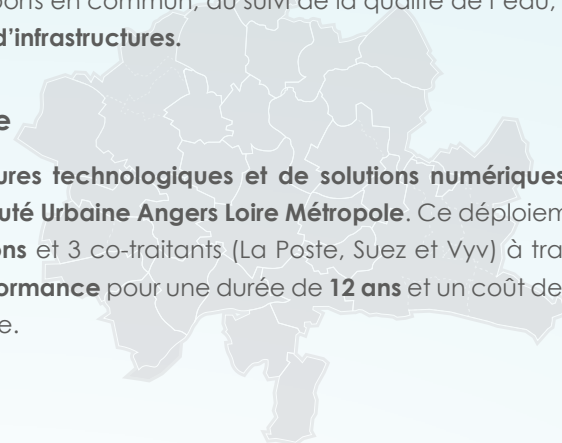 ports en commun, du suivi de la qualité de l'eau,
d'infrastructures.
e
ures technologiques et de solutions numériques
uté Urbaine Angers Loire Métropole. Ce déploiem
ons et 3 co-traitants (La Poste, Suez et Vyv) à tra
ormance pour une durée de 12 ans et un coût de
e.